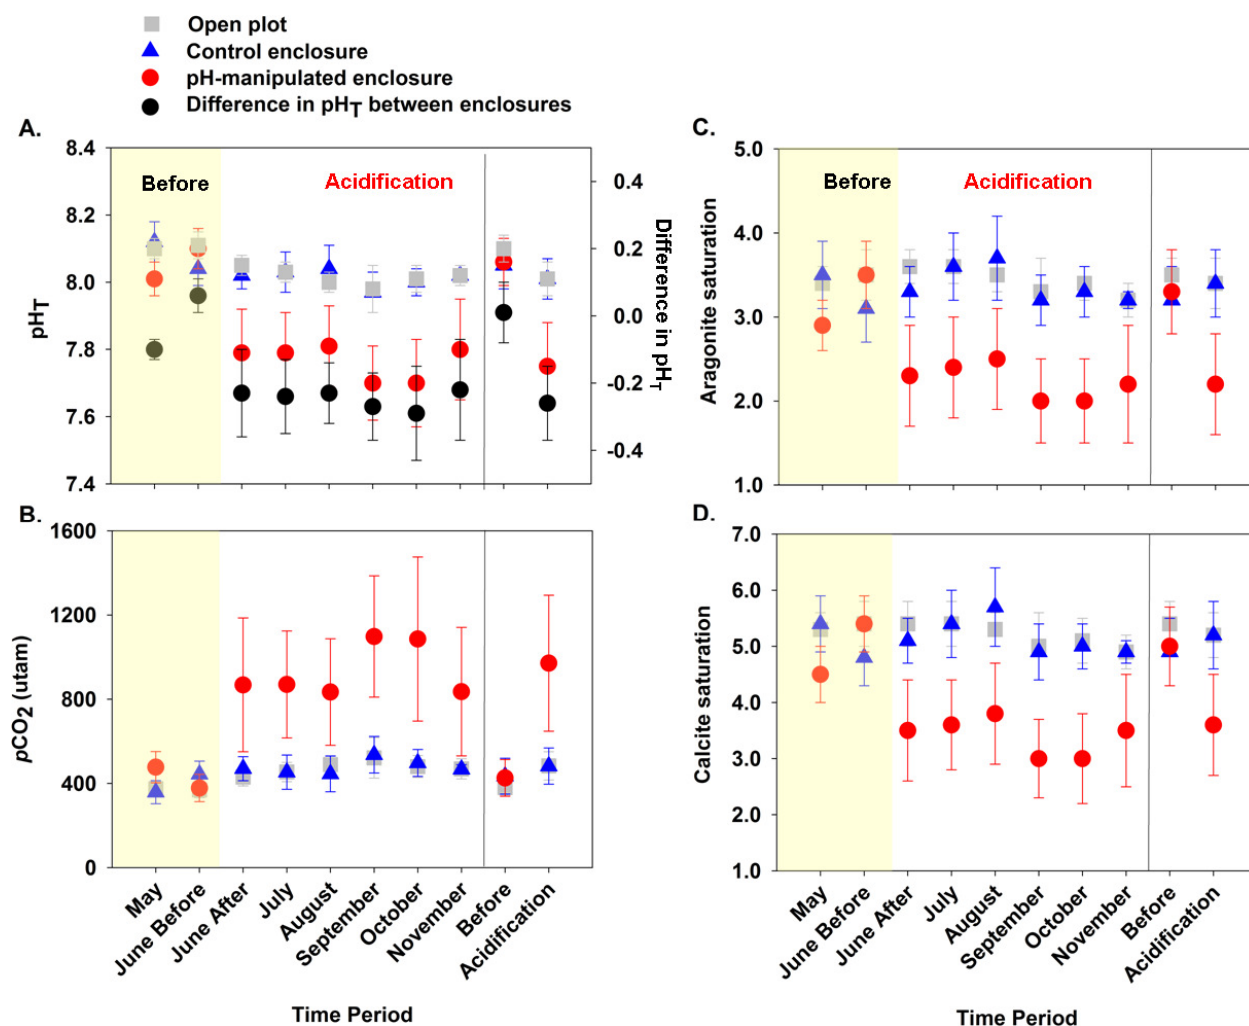 Open plot
Control enclosure
pH-manipulated enclosure
Difference in pHT between enclosures
A.
8.4
8.2
8.0
7.8
7.6
7.4
pHT
Before
Acidification
0.4
0.2
0.0
-0.2
-0.4
Difference in pHT
B.
1600
1200
800
400
0
pCO2 (utam)
May
June Before
June After
July
August
September
October
November
Before
Acidification
Time Period
C.
5.0
4.0
3.0
2.0
1.0
Aragonite saturation
Before
Acidification
D.
7.0
6.0
5.0
4.0
3.0
2.0
1.0
Calcite saturation
May
June Before
June After
July
August
September
October
November
Before
Acidification
Time Period